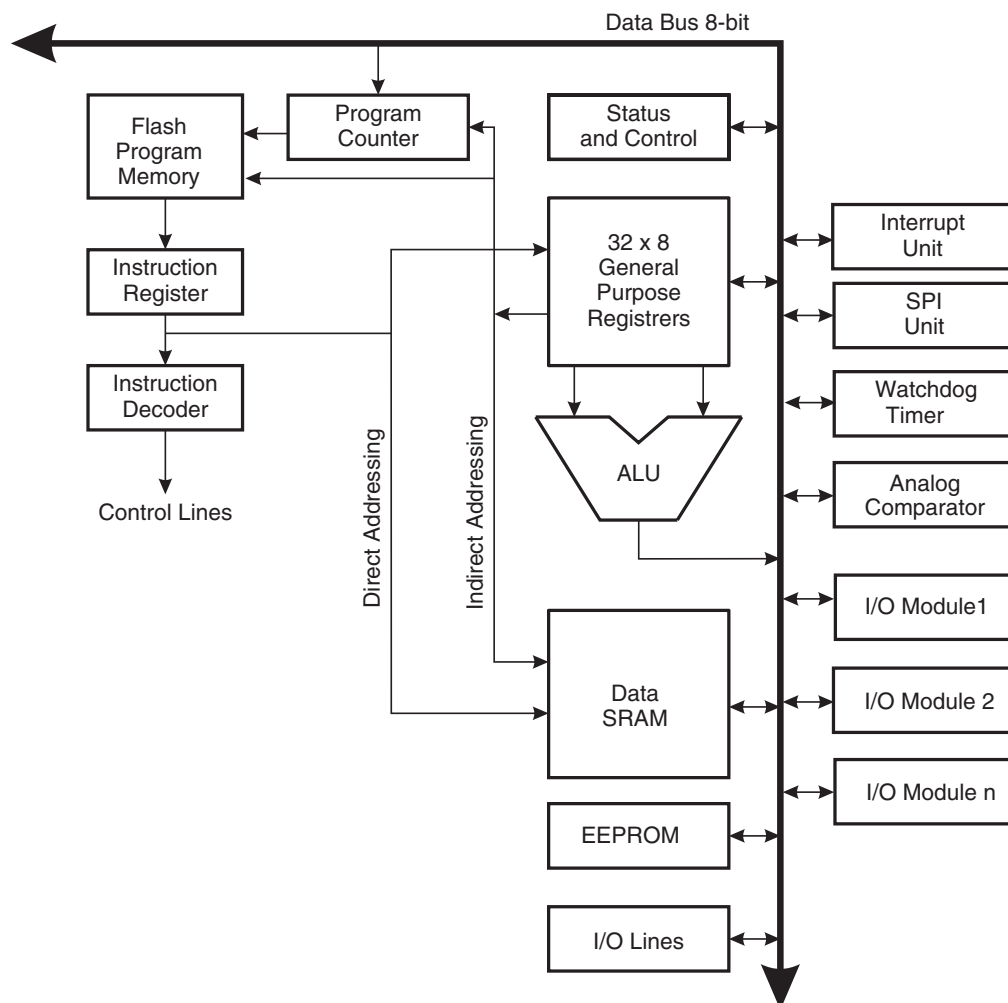 Data Bus 8-bit
Flash
Program
Memory
Program
Counter
Status
and Control
Instruction
Register
32 x 8
General
Purpose
Registrers
Interrupt
Unit
SPI
Unit
Instruction
Decoder
Watchdog
Timer
Control Lines
Direct Addressing
Indirect Addressing
ALU
Analog
Comparator
I/O Module1
Data
SRAM
I/O Module 2
I/O Module n
EEPROM
I/O Lines